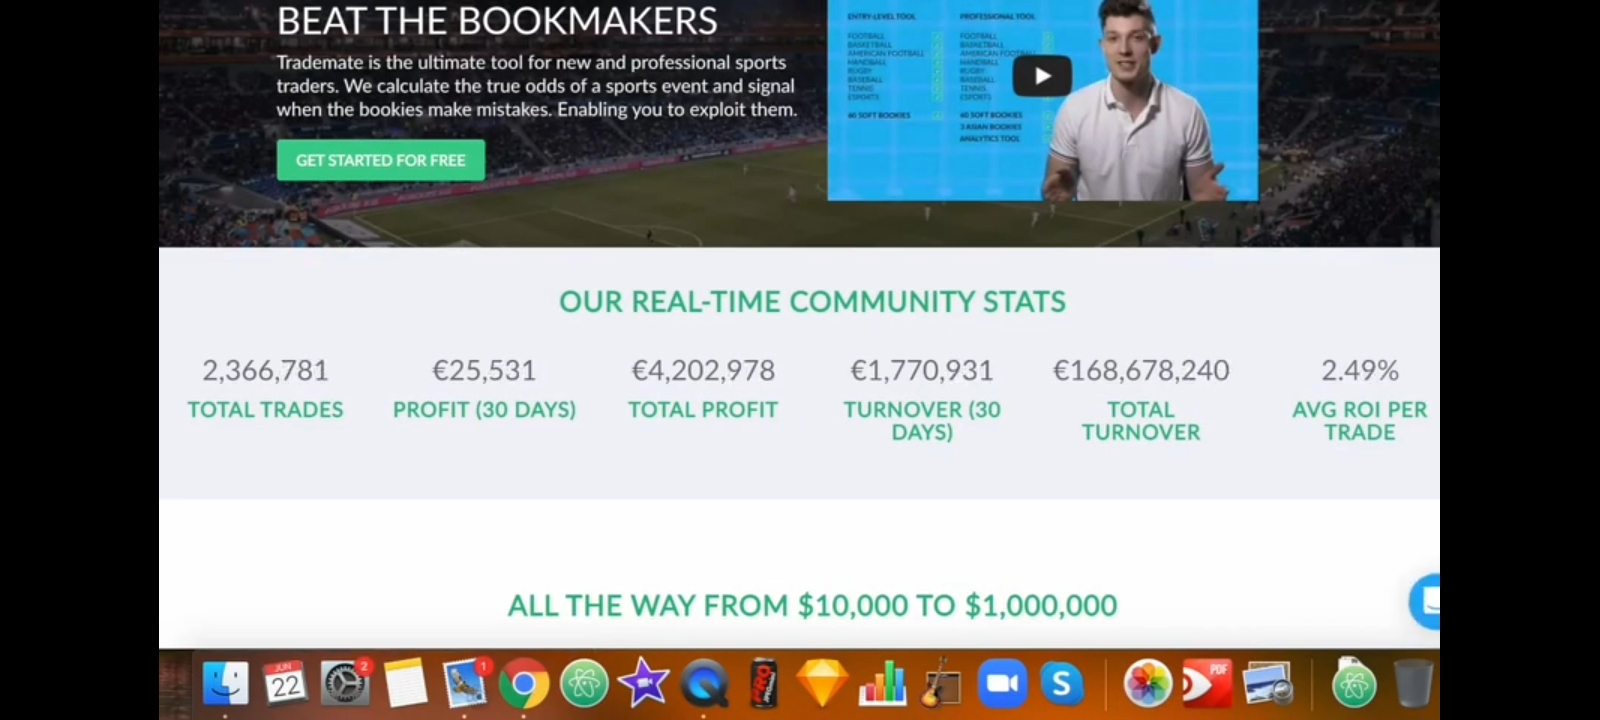 BEAT THE BOOKMAKERS
Trademate is the ultimate tool for new and professional sports
traders. We calculate the true odds of a sports event and signal
when the bookies make mistakes. Enabling you to exploit them.
GET STARTED FOR FREE
ENTRY-LEVEL TOOL
FOOTBALL
BASKETBALL
AMERICAN FOOTBALL
HANDBALL
RUGBY
BASEBALL
TENNIS
ESPORTS
60 SOFT BOOKIES
PROFESSIONAL TOOL
FOOTBALL
BASKETBALL
AMERICAN FOOTBALL
HANDBALL
RUGBY
BASEBALL
TENNIS
ESPORTS
60 SOFT BOOKIES
3 ASIAN BOOKIES
ANALYTICS TOOL
OUR REAL-TIME COMMUNITY STATS
2,366,781
TOTAL TRADES
€25,531
PROFIT (30 DAYS)
€4,202,978
TOTAL PROFIT
€1,770,931
TURNOVER (30
DAYS)
€168,678,240
TOTAL
TURNOVER
2.49%
AVG ROI PER
TRADE
ALL THE WAY FROM $10,000 TO $1,000,000
JUN
22
2
1
PRO
S
PDF